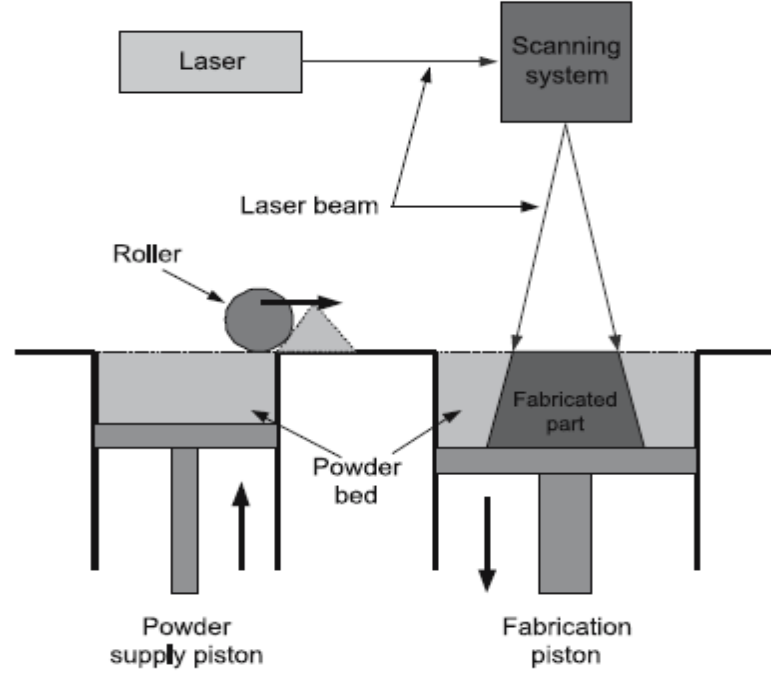 Laser
Scanning
system
Laser beam
Roller
Fabricated
part
Powder
bed
Powder
supply piston
Fabrication
piston